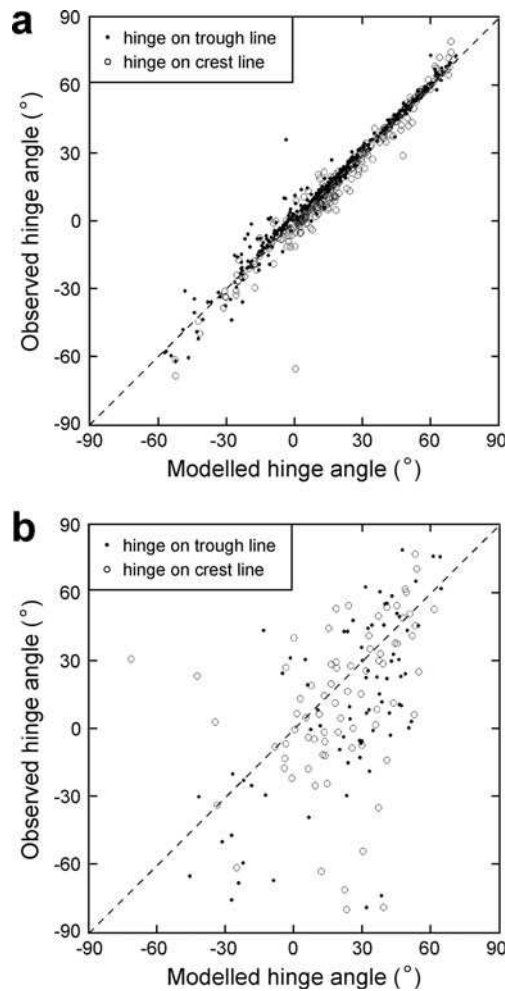 a
90
hinge on trough line
hinge on crest line
60
30
0
-30
-60
-90
Observed hinge angle (°)
-90 -60 -30 0 30 60 90
Modelled hinge angle (°)
b
90
hinge on trough line
hinge on crest line
60
30
0
-30
-60
-90
Observed hinge angle (°)
-90 -60 -30 0 30 60 90
Modelled hinge angle (°)